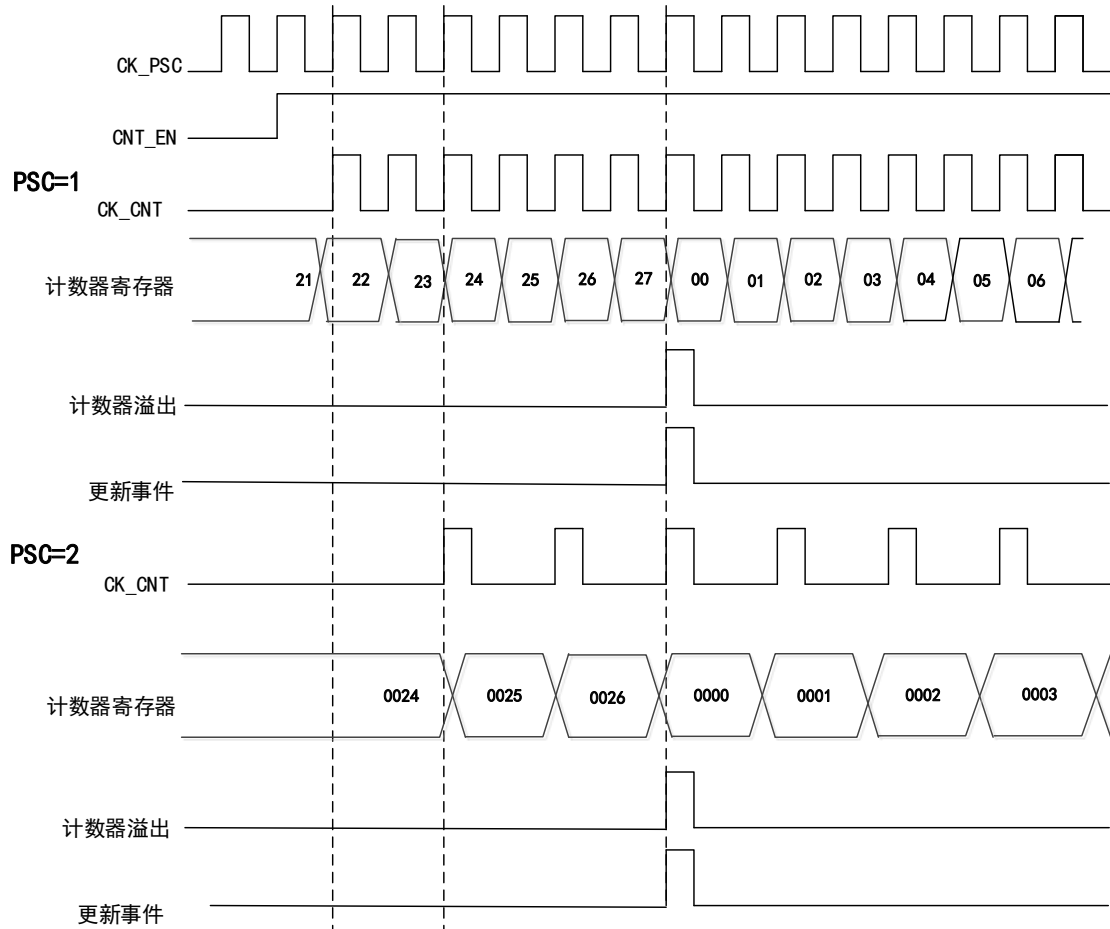 CK_PSC
CNT_EN
PSC=1
CK_CNT
计数器寄存器 21 22 23 24 25 26 27 00 01 02 03 04 05 06
计数器溢出
更新事件
PSC=2
CK_CNT
计数器寄存器 0024 0025 0026 0000 0001 0002 0003
计数器溢出
更新事件